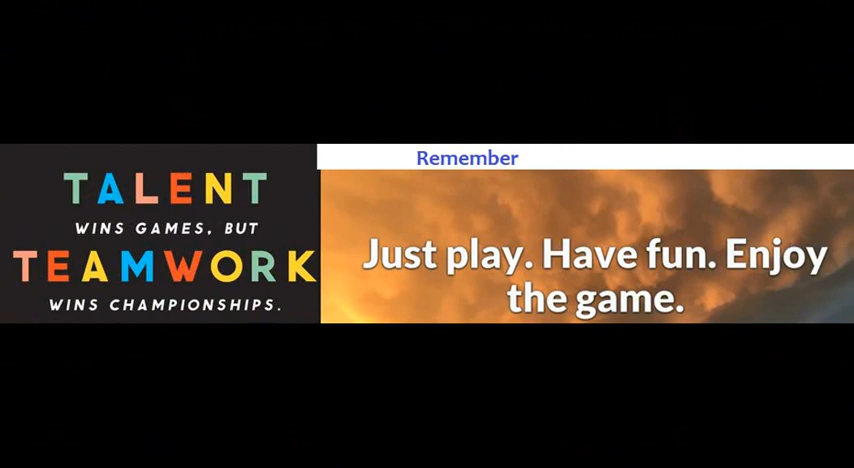 TALENT
WINS GAMES, BUT
TEAMWORK
WINS CHAMPIONSHIPS.
Remember
Just play. Have fun. Enjoy
the game.